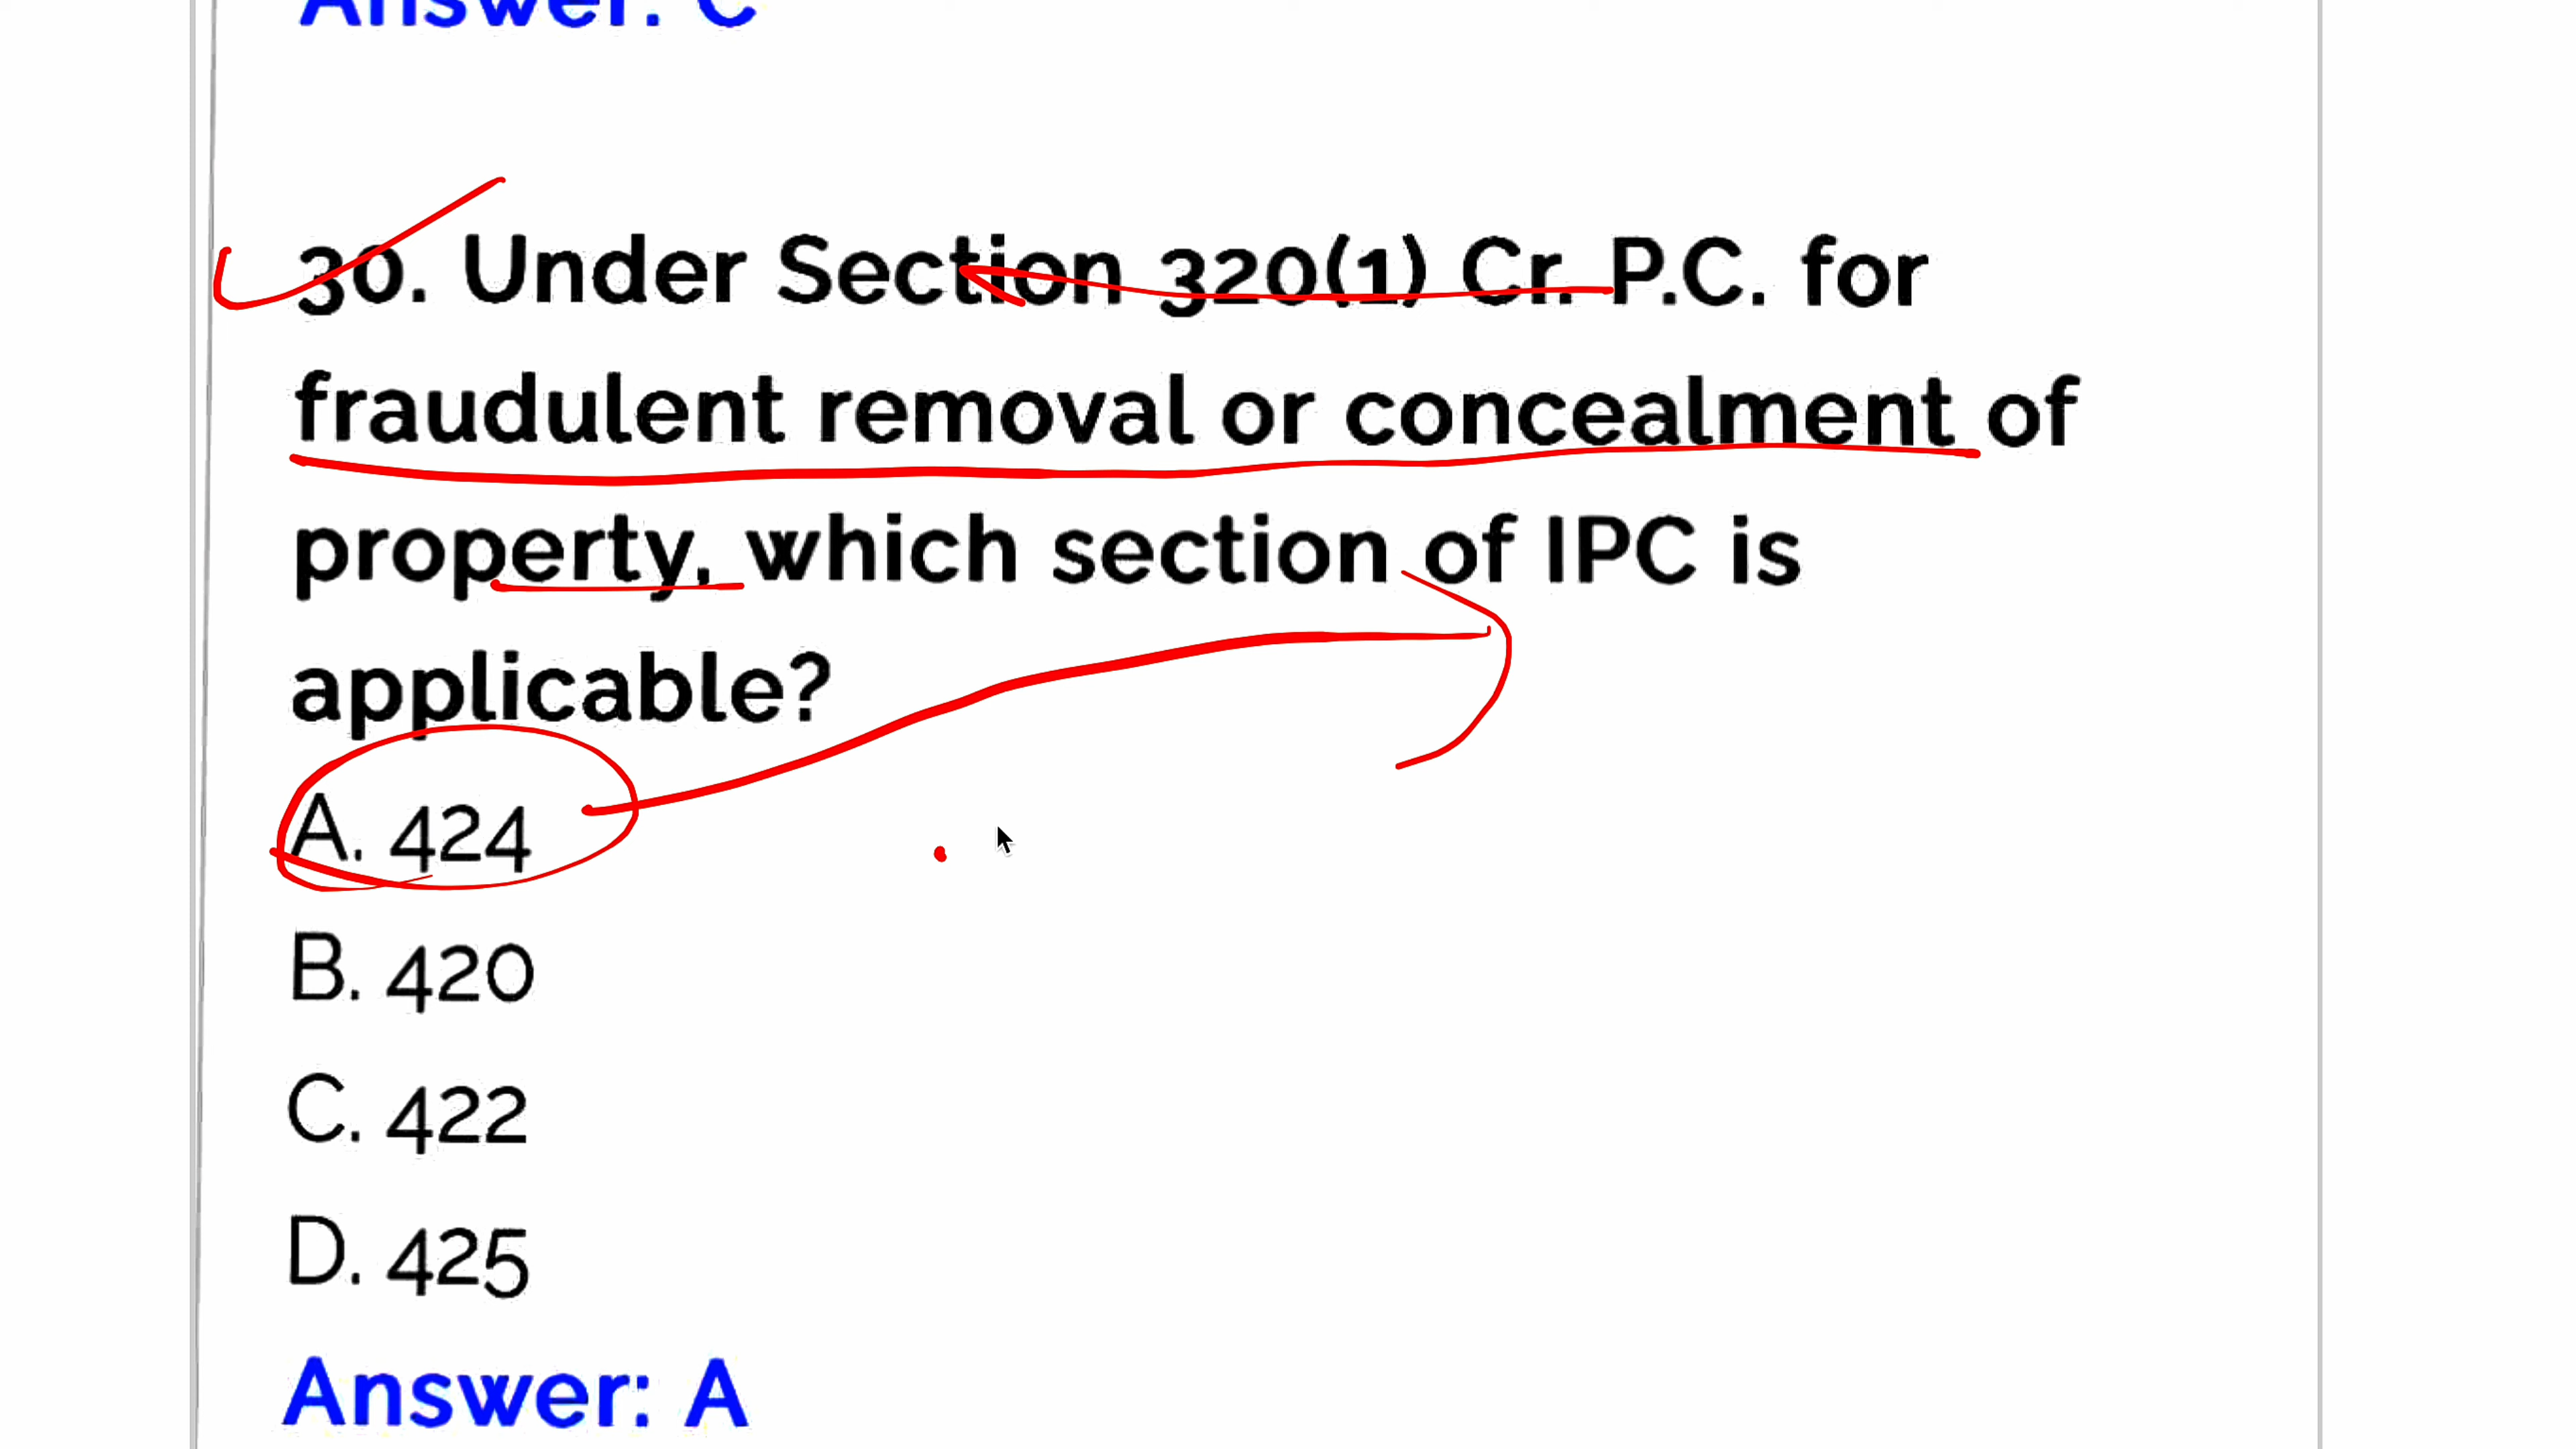 Answer: C
30. Under Section 320(1) Cr. P.C. for
fraudulent removal or concealment of
property, which section of IPC is
applicable?
A. 424
B. 420
C. 422
D. 425
Answer: A